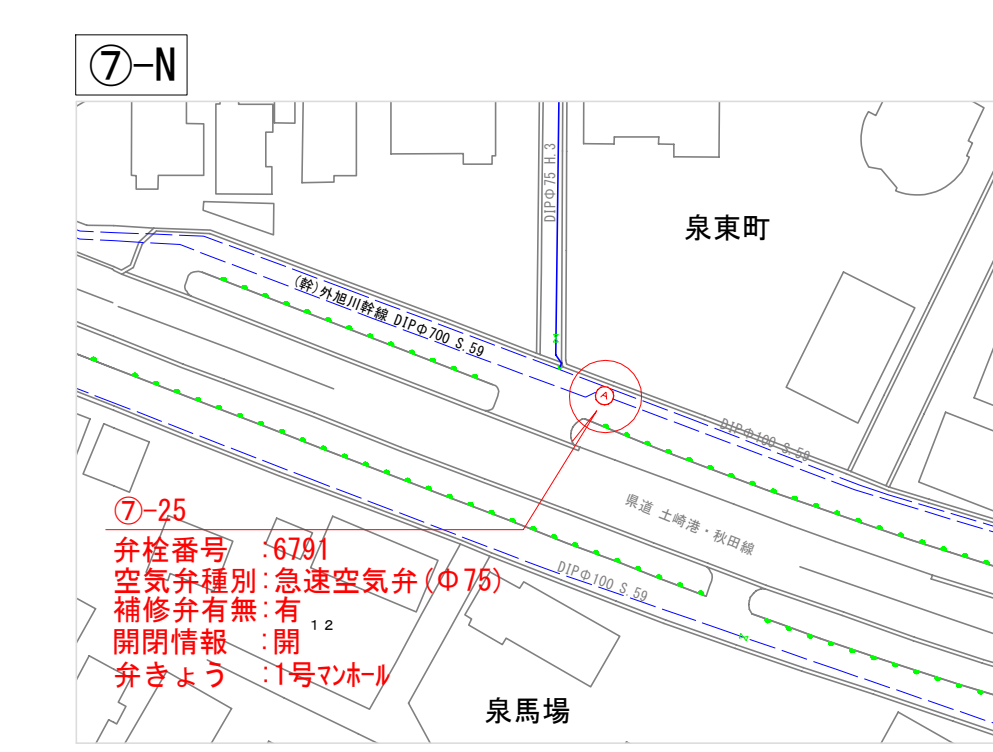 ⑦-N
DIPΦ75 H.3
泉東町
(幹)外旭川幹線 DIPΦ700 S.59
A
DIPΦ100 S.59
県道 土崎港・秋田線
⑦-25
弁栓番号 :6791
空気弁種別:急速空気弁(Φ75)
補修弁有無:有
開閉情報 :開
弁きょう :1号マンホール
12
DIPΦ100 S.59
泉馬場